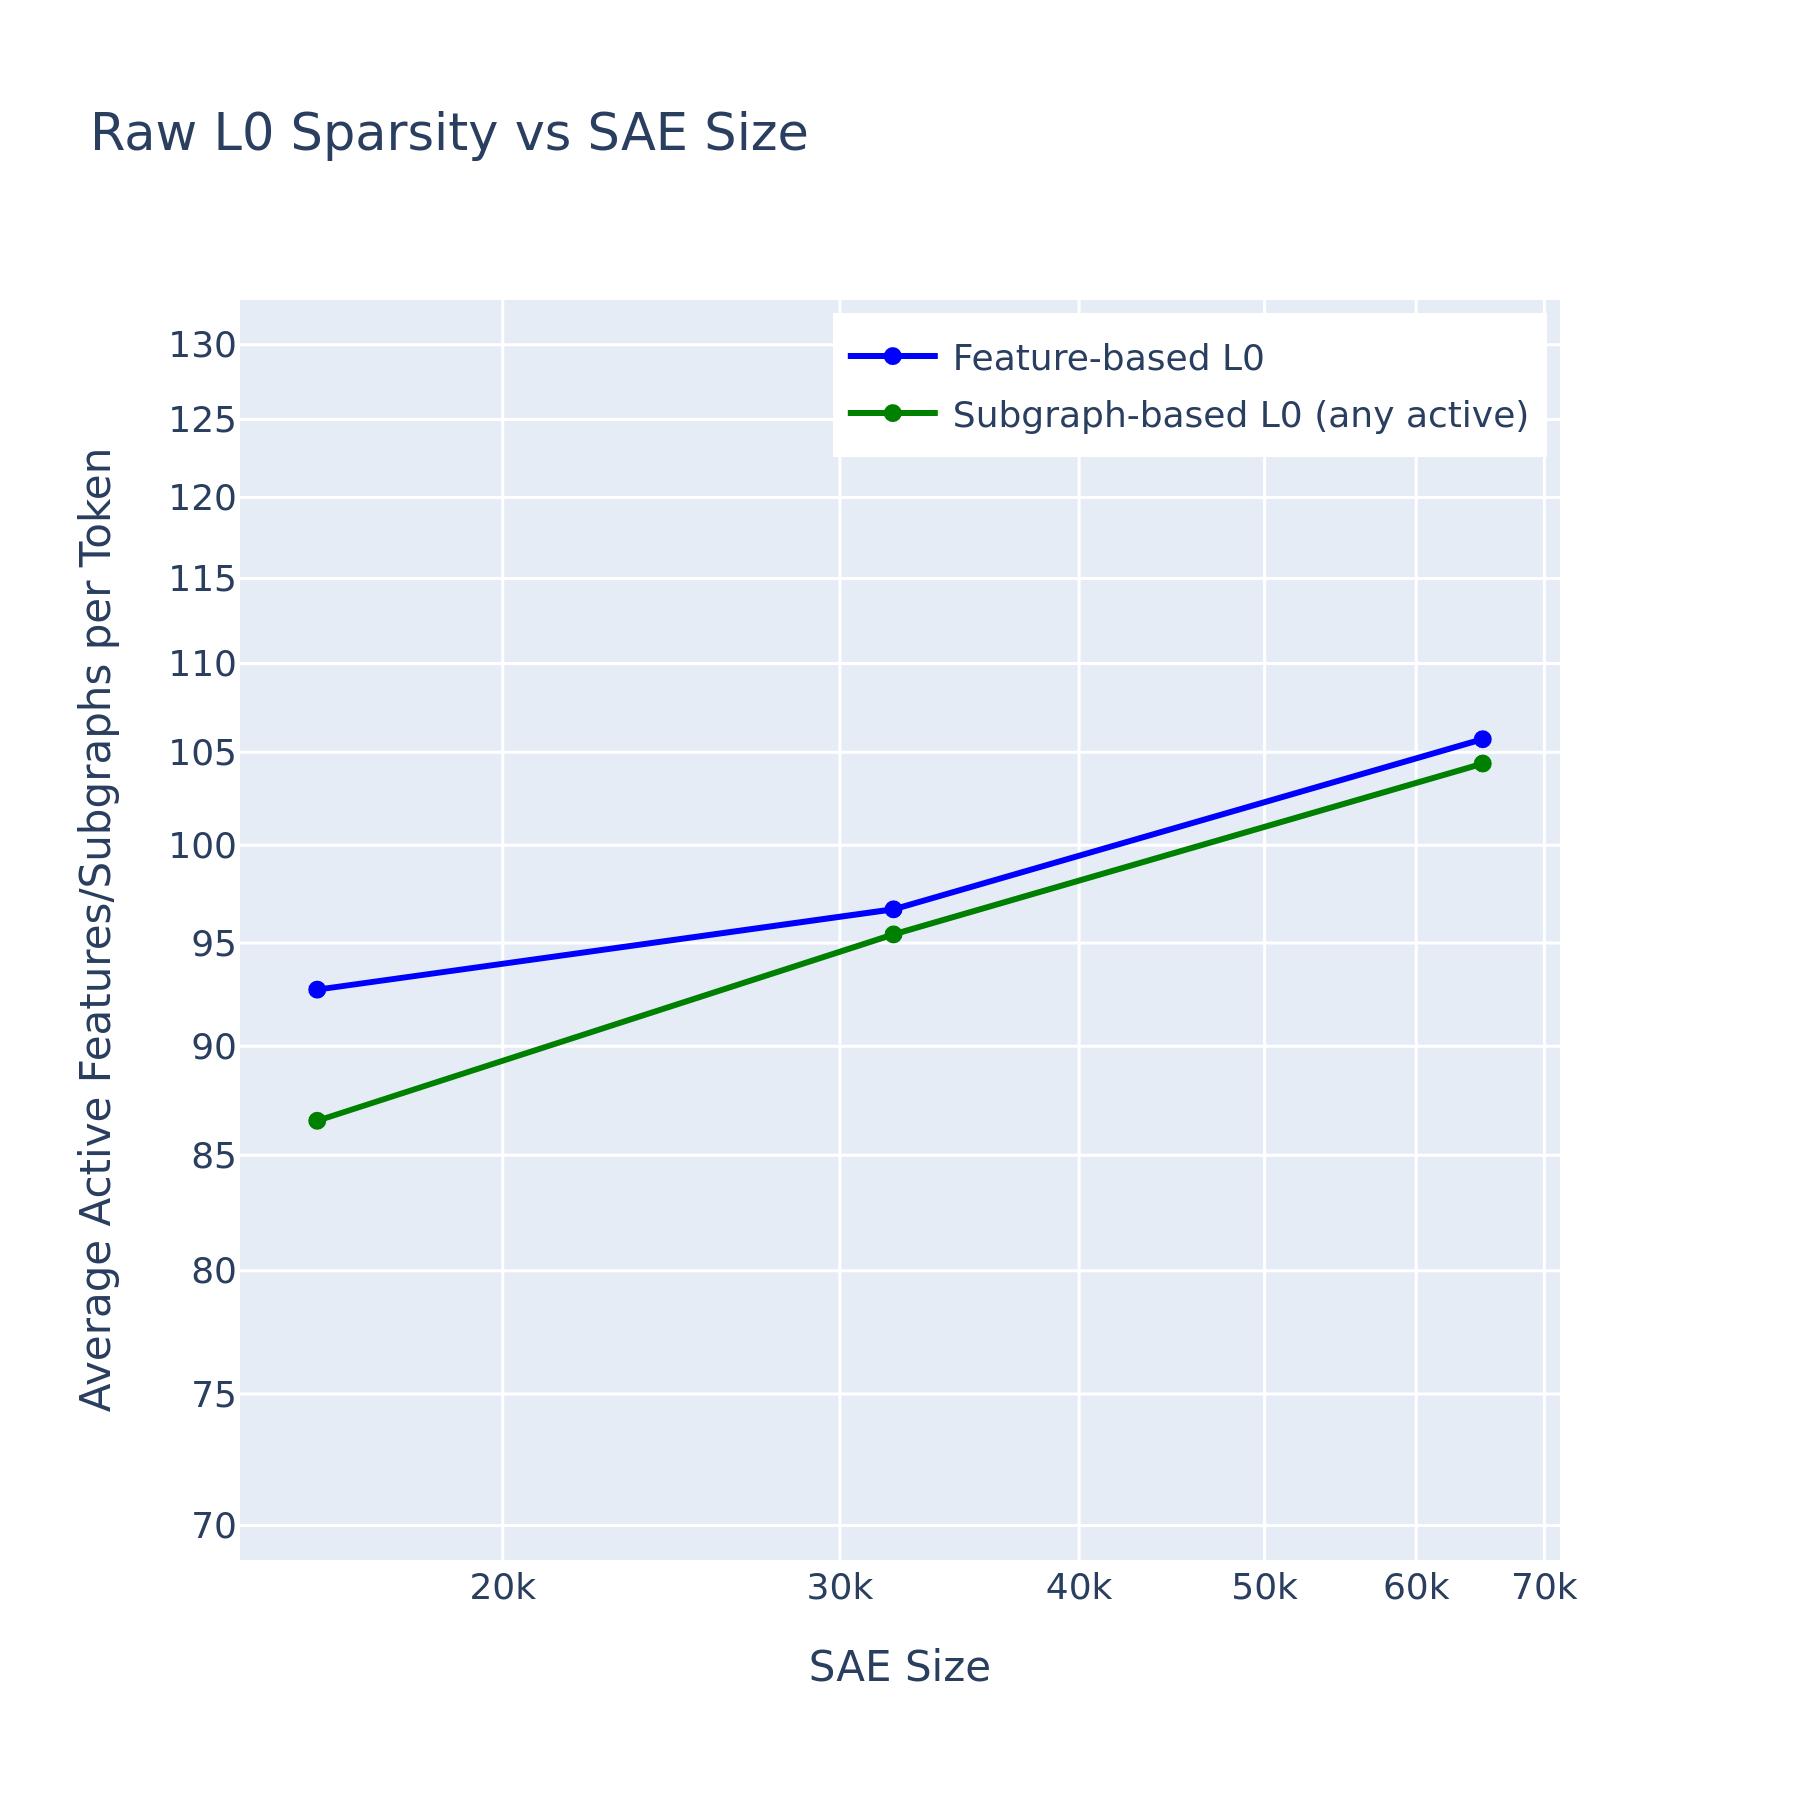 Raw L0 Sparsity vs SAE Size
Feature-based L0
Subgraph-based L0 (any active)
Average Active Features/Subgraphs per Token
130
125
120
115
110
105
100
95
90
85
80
75
70
20k
30k
40k
50k
60k
70k
SAE Size